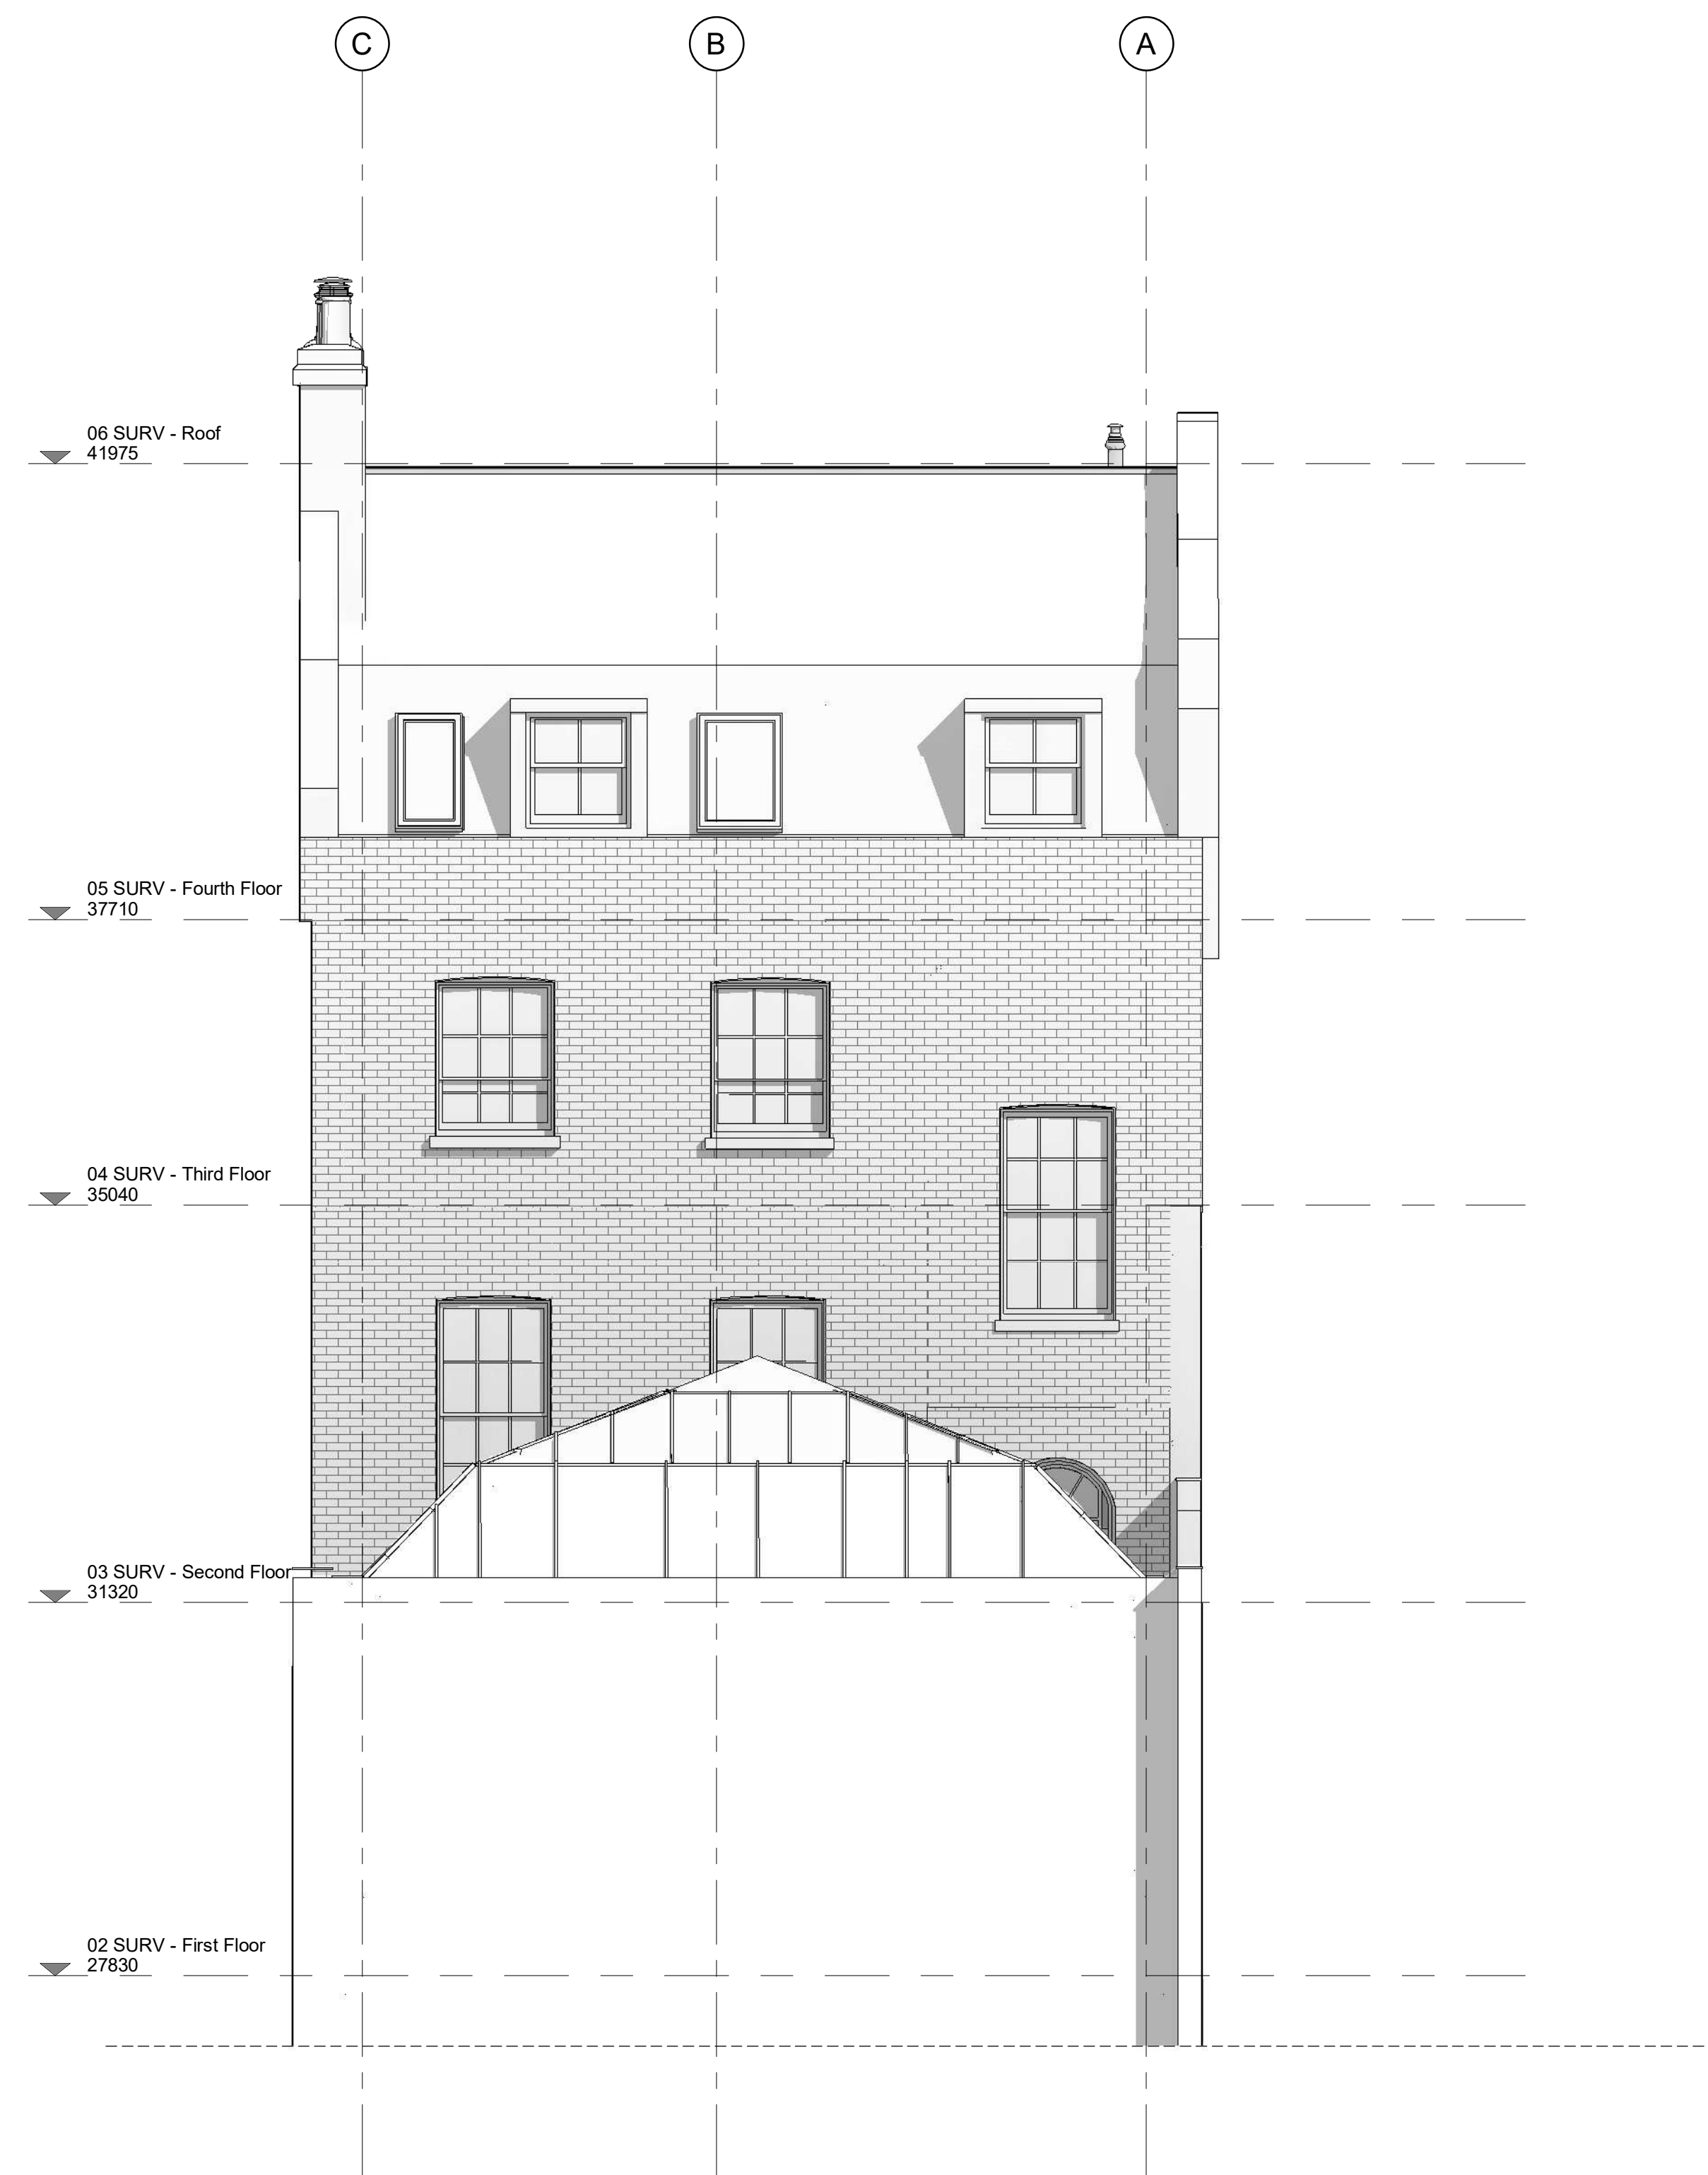 C B A
06 SURV - Roof
41975
05 SURV - Fourth Floor
37710
04 SURV - Third Floor
35040
03 SURV - Second Floor
31320
02 SURV - First Floor
27830